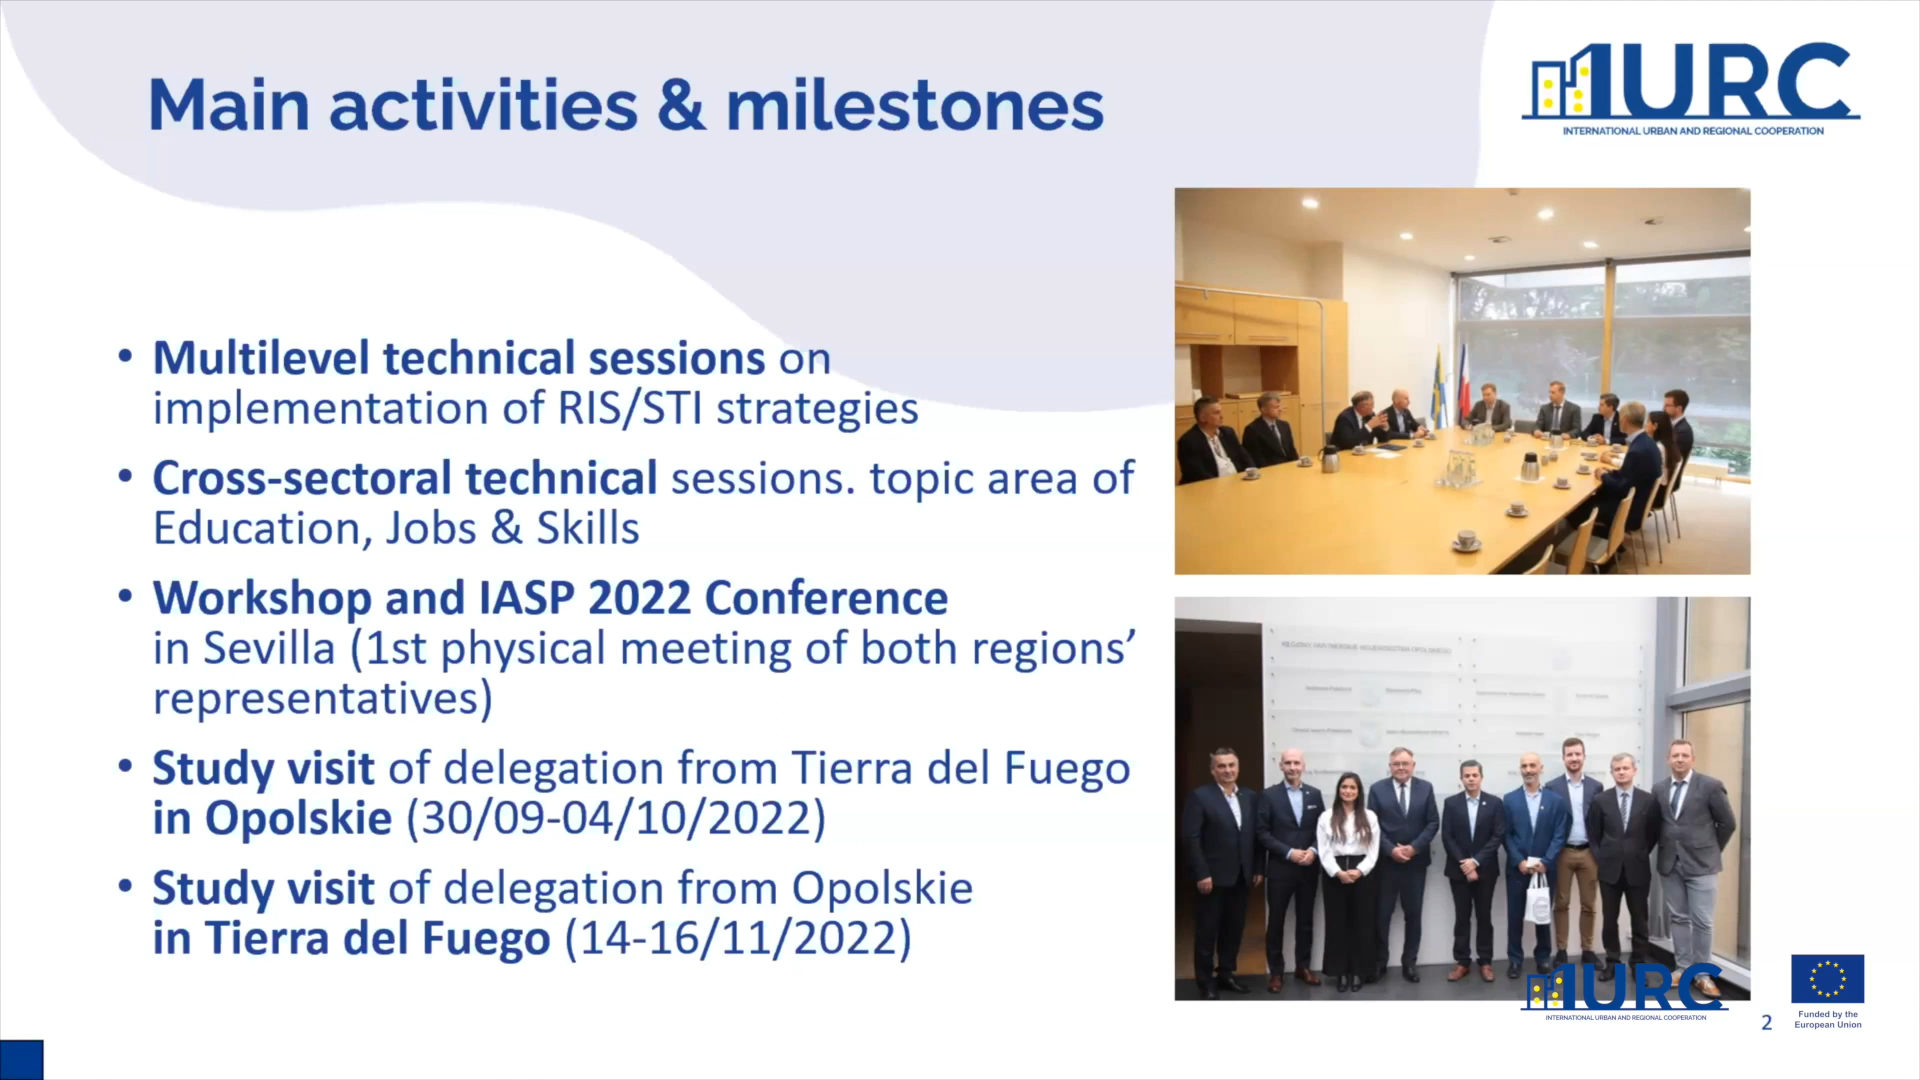 Main activities & milestones
IURC
INTERNATIONAL URBAN AND REGIONAL COOPERATION
• Multilevel technical sessions on
implementation of RIS/STI strategies
• Cross-sectoral technical sessions. topic area of
Education, Jobs & Skills
• Workshop and IASP 2022 Conference
in Sevilla (1st physical meeting of both regions’
representatives)
• Study visit of delegation from Tierra del Fuego
in Opolskie (30/09-04/10/2022)
• Study visit of delegation from Opolskie
in Tierra del Fuego (14-16/11/2022)
IURC
INTERNATIONAL URBAN AND REGIONAL COOPERATION
2
Funded by the
European Union